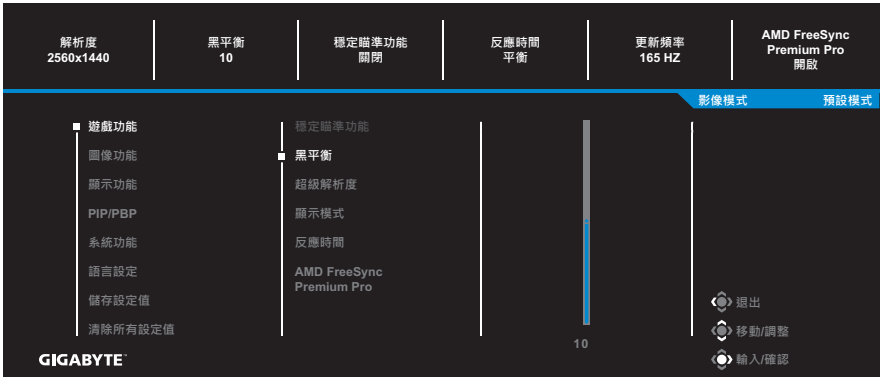 解析度
2560x1440
黑平衡
10
穩定瞄準功能
關閉
反應時間
平衡
更新頻率
165 HZ
AMD FreeSync
Premium Pro
開啟
影像模式 預設模式
遊戲功能
圖像功能
顯示功能
PIP/PBP
系統功能
語言設定
儲存設定值
清除所有設定值
穩定瞄準功能
黑平衡
超級解析度
顯示模式
反應時間
AMD FreeSync
Premium Pro
10
退出
移動/調整
輸入/確認
GIGABYTE™